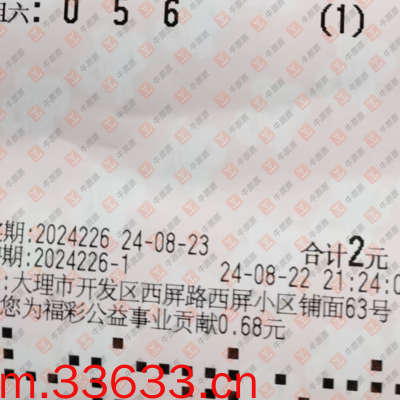 组六: 0 5 6 (1)
期:2024226 24-08-23
期:2024226-1
合计2元
24-08-22 21:24:0
:大理市开发区西屏路西屏小区铺面63号
您为福彩公益事业贡献0.68元
m.33633.cn